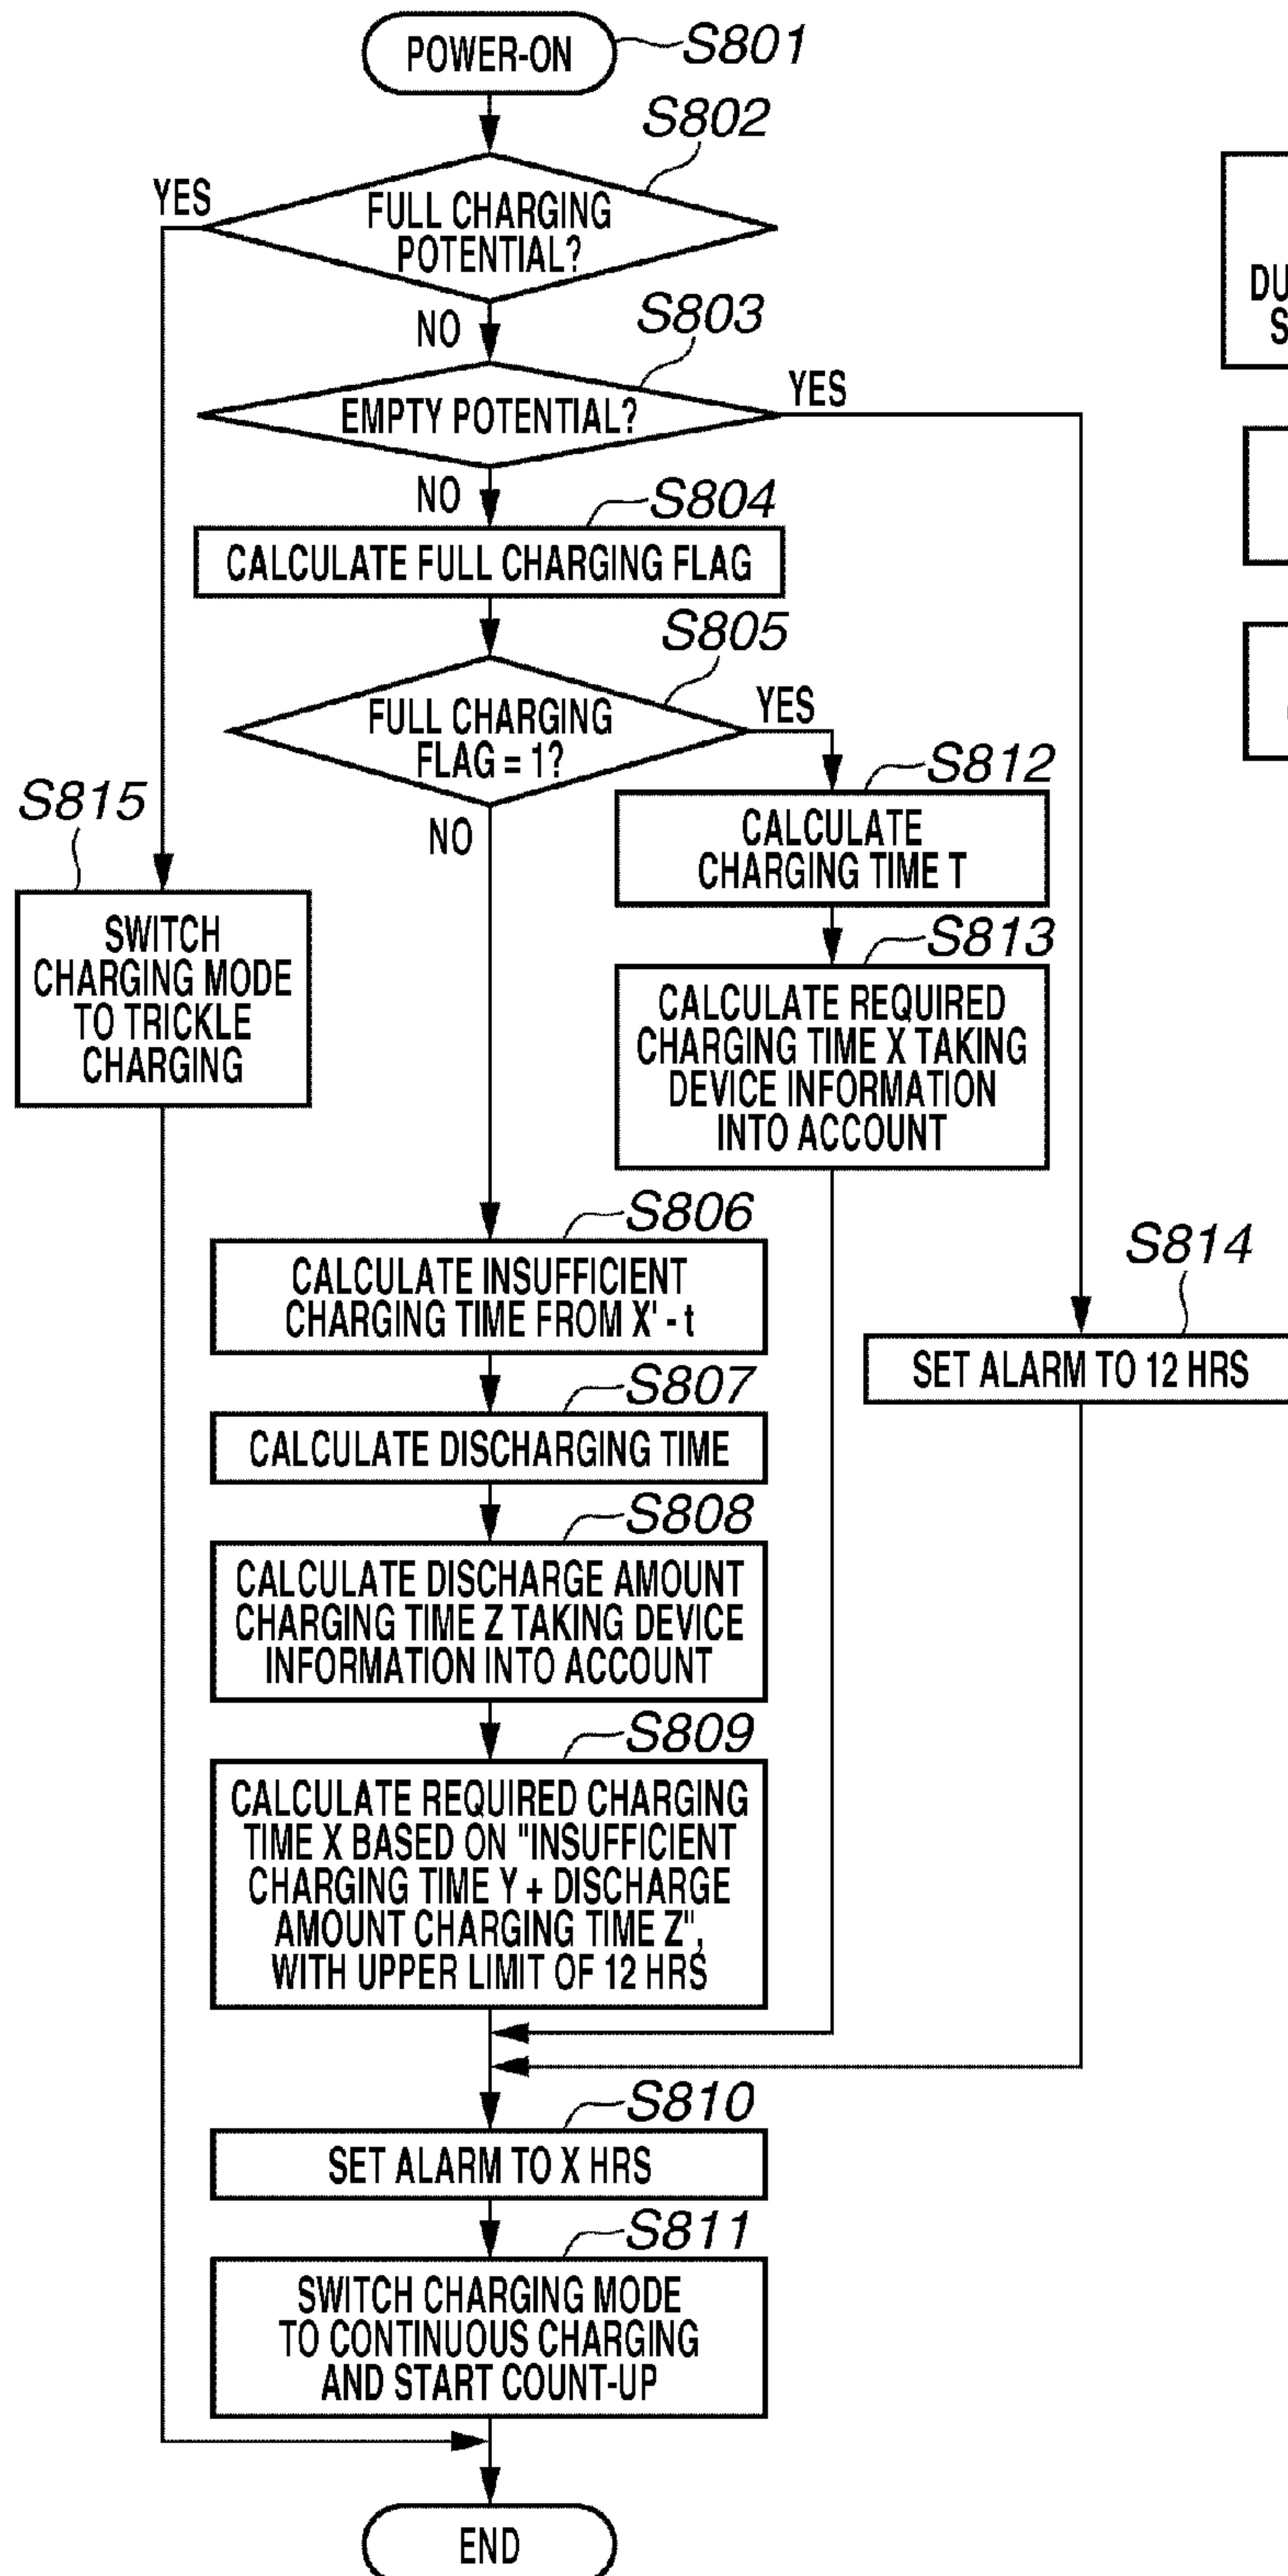 POWER-ON
S801
S802
YES
FULL CHARGING
POTENTIAL?
NO
S803
EMPTY POTENTIAL?
YES
NO
S804
CALCULATE FULL CHARGING FLAG
S805
FULL CHARGING
FLAG = 1?
YES
NO
S812
CALCULATE
CHARGING TIME T
S815
SWITCH
CHARGING MODE
TO TRICKLE
CHARGING
S813
CALCULATE REQUIRED
CHARGING TIME X TAKING
DEVICE INFORMATION
INTO ACCOUNT
S806
CALCULATE INSUFFICIENT
CHARGING TIME FROM X' - t
S814
SET ALARM TO 12 HRS
S807
CALCULATE DISCHARGING TIME
S808
CALCULATE DISCHARGE AMOUNT
CHARGING TIME Z TAKING DEVICE
INFORMATION INTO ACCOUNT
S809
CALCULATE REQUIRED CHARGING
TIME X BASED ON "INSUFFICIENT
CHARGING TIME Y + DISCHARGE
AMOUNT CHARGING TIME Z",
WITH UPPER LIMIT OF 12 HRS
S810
SET ALARM TO X HRS
S811
SWITCH CHARGING MODE
TO CONTINUOUS CHARGING
AND START COUNT-UP
END